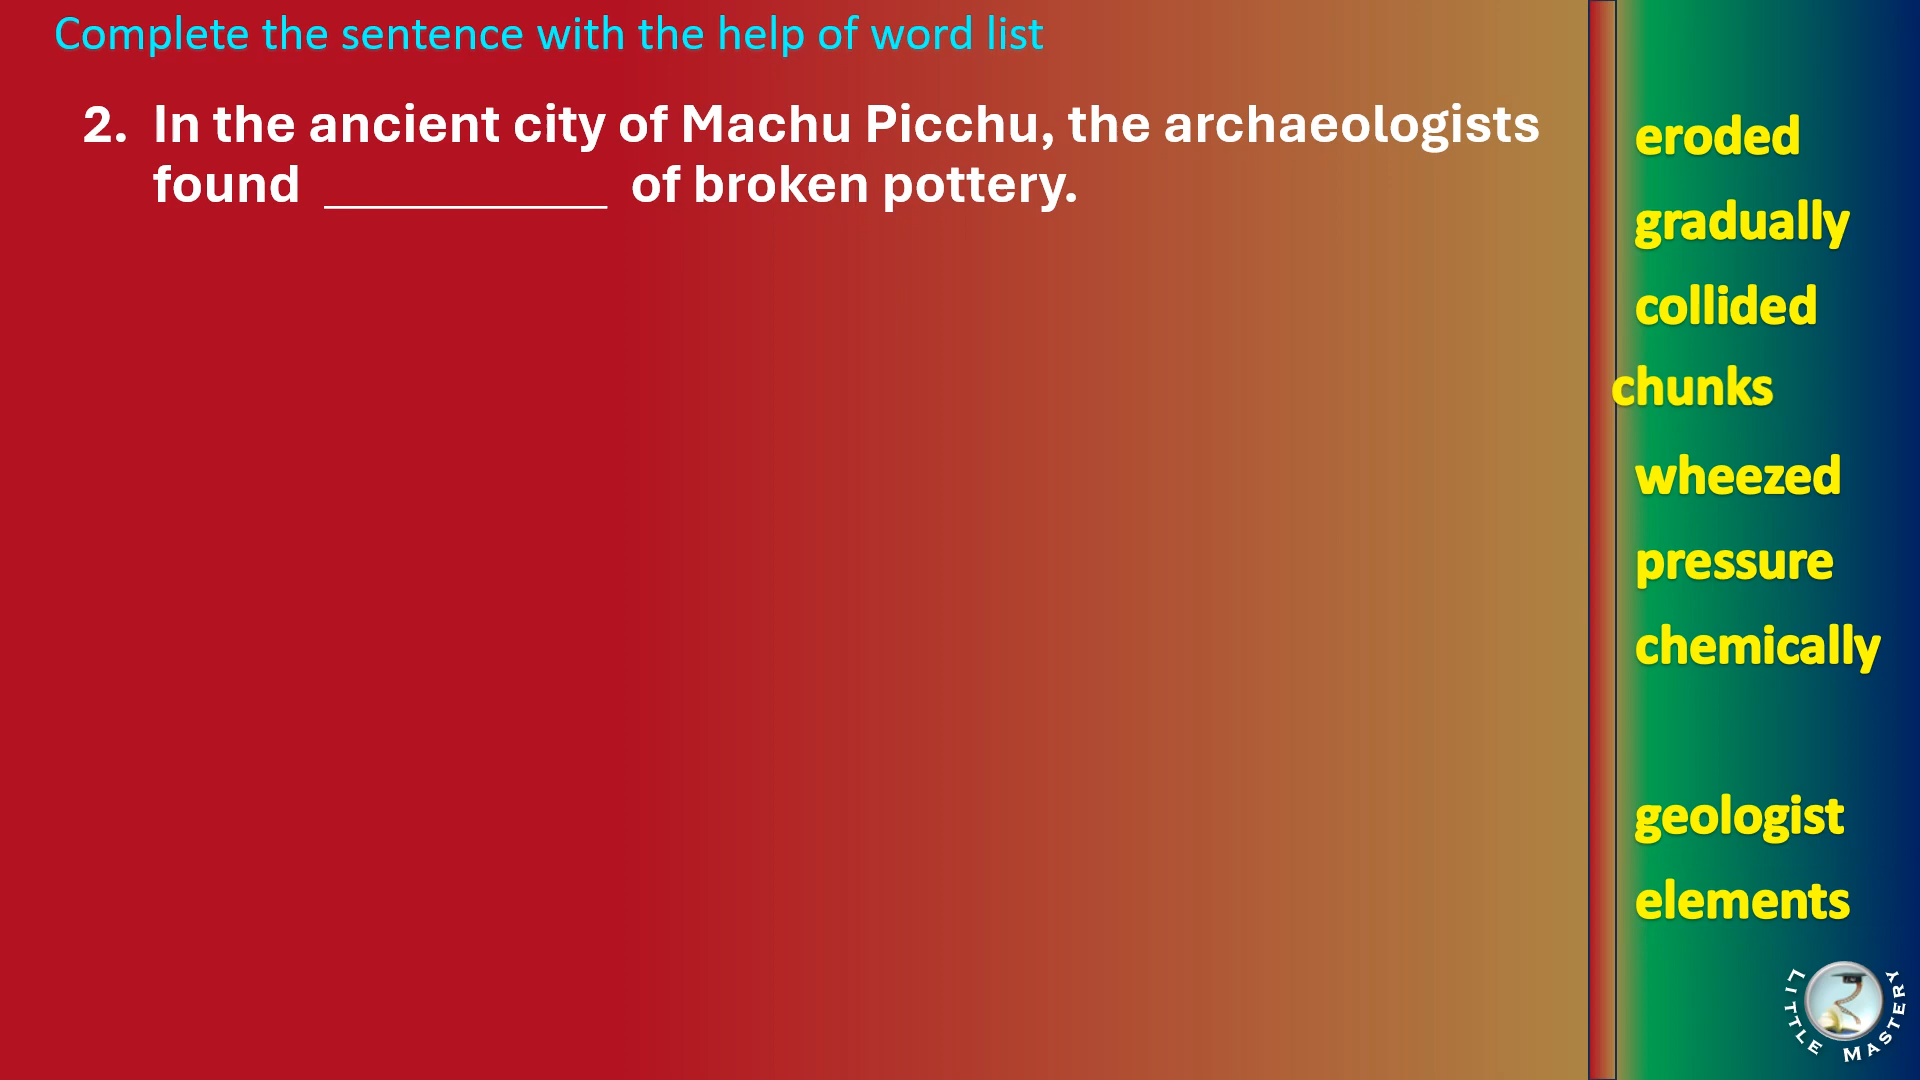 Complete the sentence with the help of word list
2. In the ancient city of Machu Picchu, the archaeologists
found __________ of broken pottery.
eroded
gradually
collided
chunks
wheezed
pressure
chemically
geologist
elements
LITTLE MASTERY